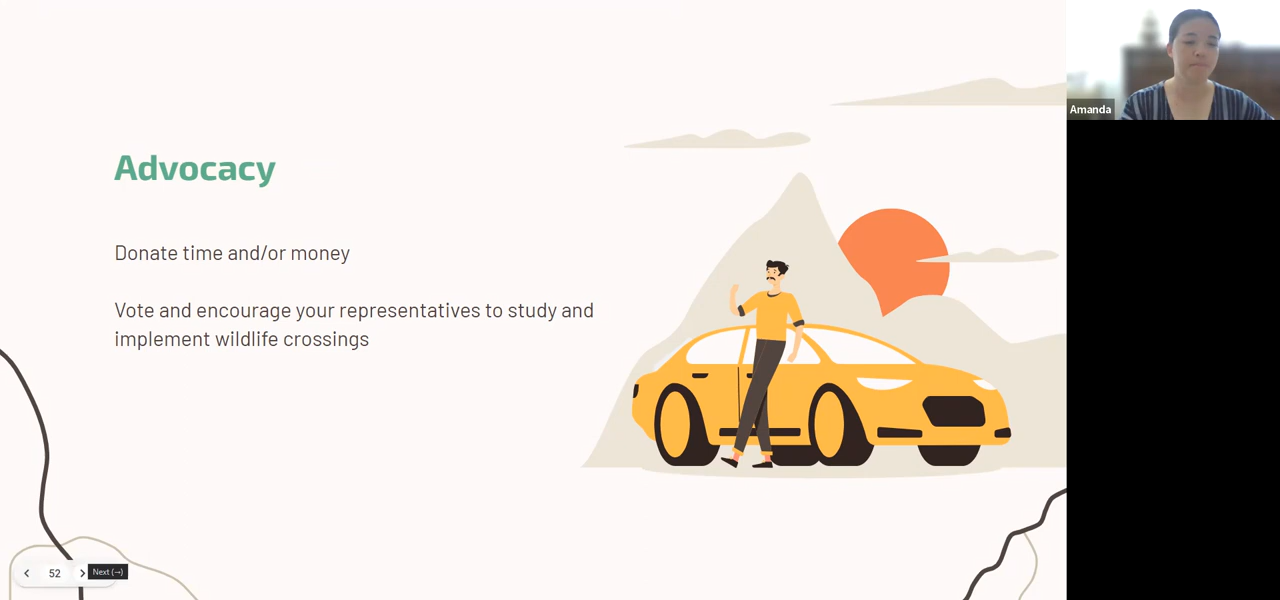 Advocacy
Donate time and/or money
Vote and encourage your representatives to study and
implement wildlife crossings
Amanda
52
Next (→)